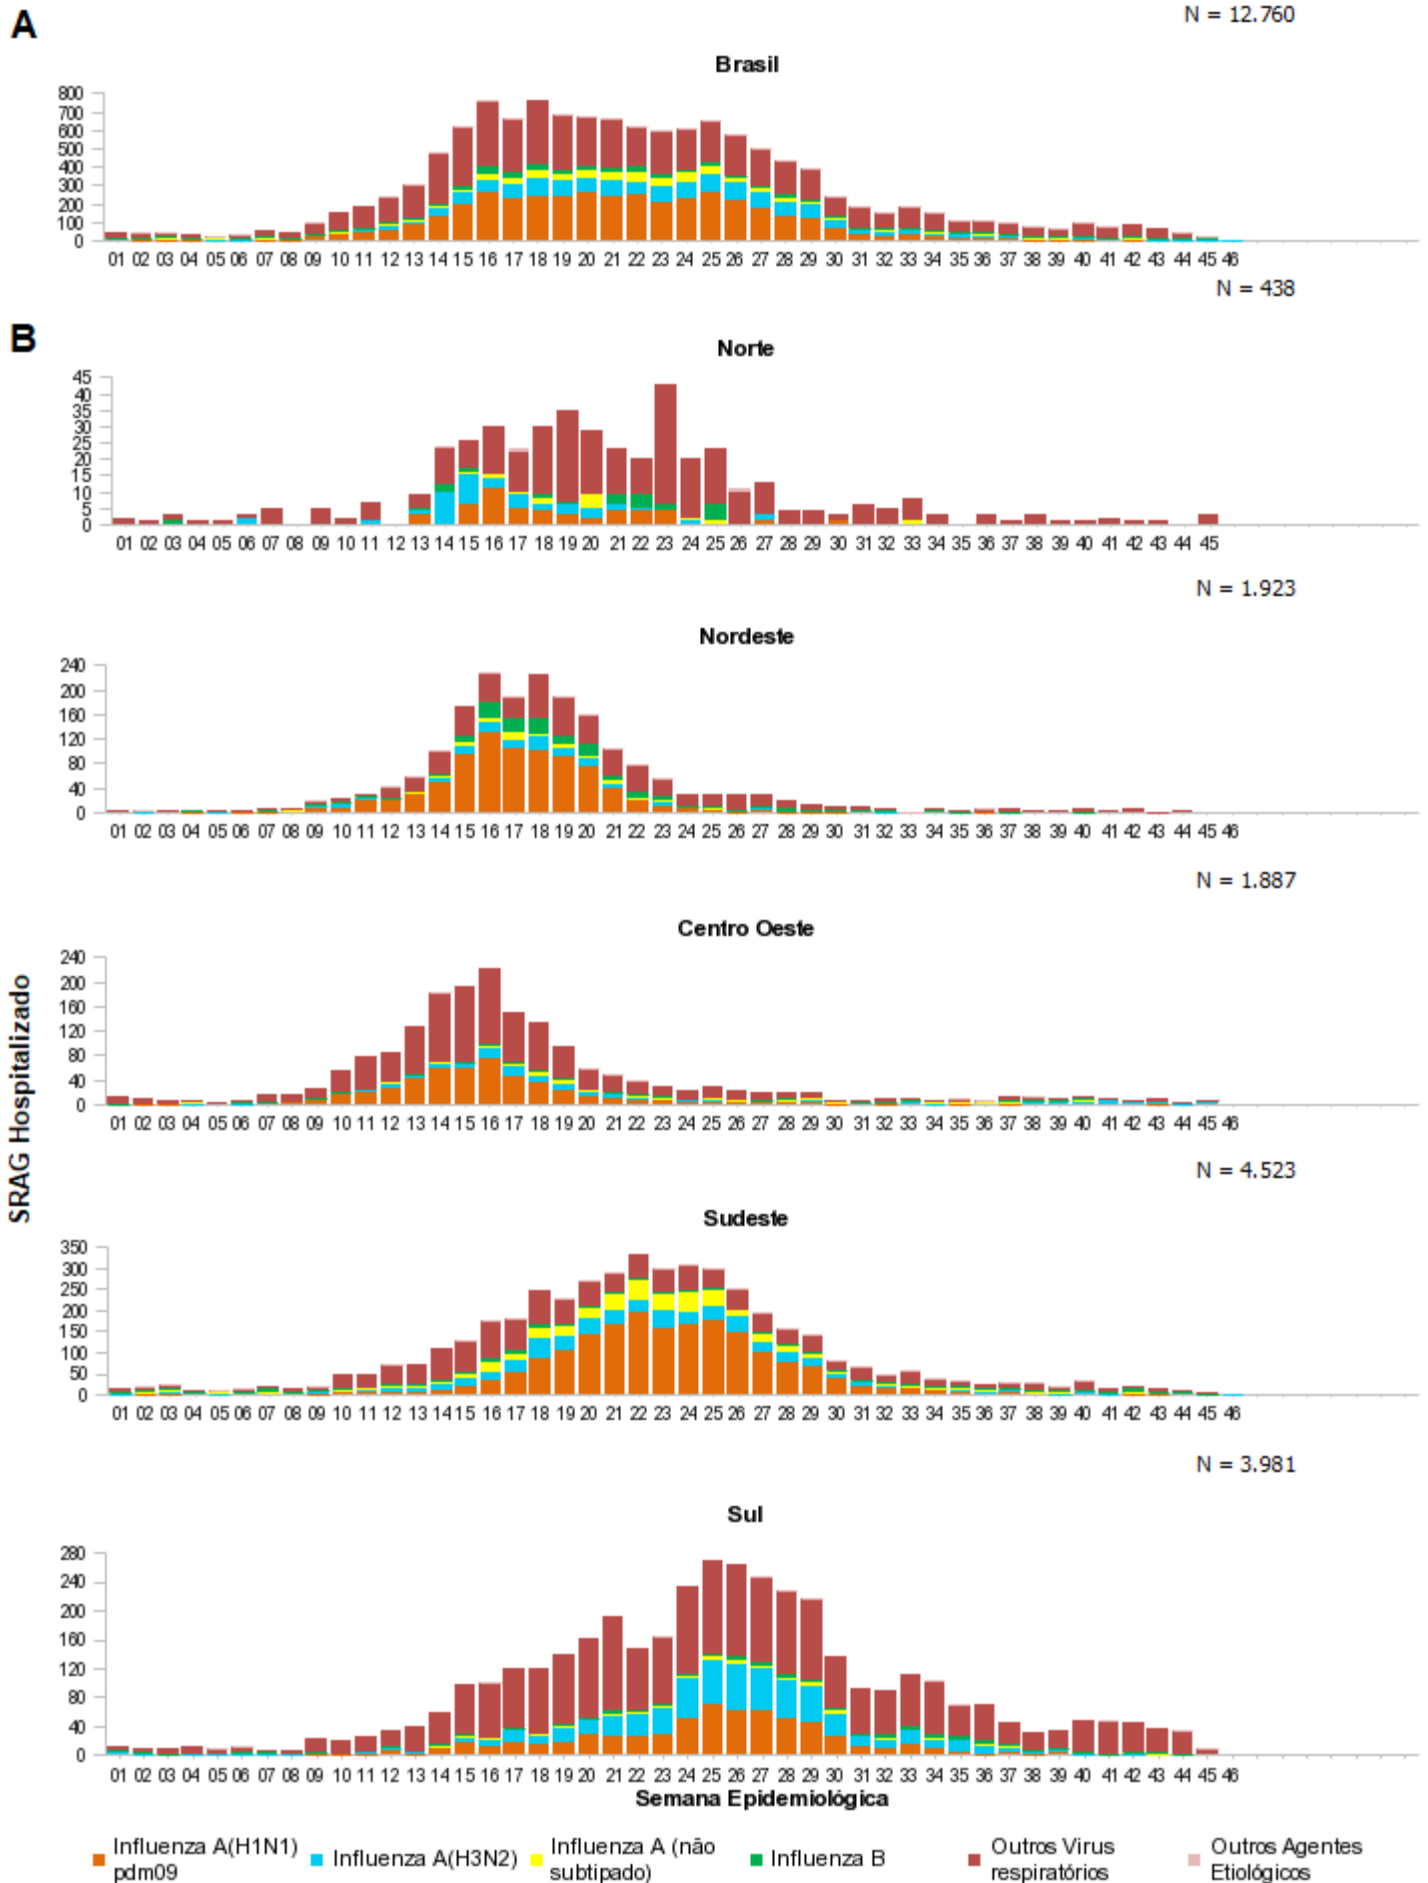 A
N = 12.760
Brasil
800
700
600
500
400
300
200
100
0
01 02 03 04 05 06 07 08 09 10 11 12 13 14 15 16 17 18 19 20 21 22 23 24 25 26 27 28 29 30 31 32 33 34 35 36 37 38 39 40 41 42 43 44 45 46
N = 438
B
Norte
45
40
35
30
25
20
15
10
5
0
01 02 03 04 05 06 07 08 09 10 11 12 13 14 15 16 17 18 19 20 21 22 23 24 25 26 27 28 29 30 31 32 33 34 35 36 37 38 39 40 41 42 43 44 45
N = 1.923
Nordeste
240
200
160
120
80
40
0
01 02 03 04 05 06 07 08 09 10 11 12 13 14 15 16 17 18 19 20 21 22 23 24 25 26 27 28 29 30 31 32 33 34 35 36 37 38 39 40 41 42 43 44 45 46
N = 1.887
Centro Oeste
240
200
160
120
80
40
0
01 02 03 04 05 06 07 08 09 10 11 12 13 14 15 16 17 18 19 20 21 22 23 24 25 26 27 28 29 30 31 32 33 34 35 36 37 38 39 40 41 42 43 44 45 46
SRAG Hospitalizado
N = 4.523
Sudeste
350
300
250
200
150
100
50
0
01 02 03 04 05 06 07 08 09 10 11 12 13 14 15 16 17 18 19 20 21 22 23 24 25 26 27 28 29 30 31 32 33 34 35 36 37 38 39 40 41 42 43 44 45 46
N = 3.981
Sul
280
240
200
160
120
80
40
0
01 02 03 04 05 06 07 08 09 10 11 12 13 14 15 16 17 18 19 20 21 22 23 24 25 26 27 28 29 30 31 32 33 34 35 36 37 38 39 40 41 42 43 44 45 46
Semana Epidemiológica
Influenza A(H1N1)
pdm09
Influenza A(H3N2)
Influenza A (não
subtipado)
Influenza B
Outros Virus
respiratórios
Outros Agentes
Etiológicos